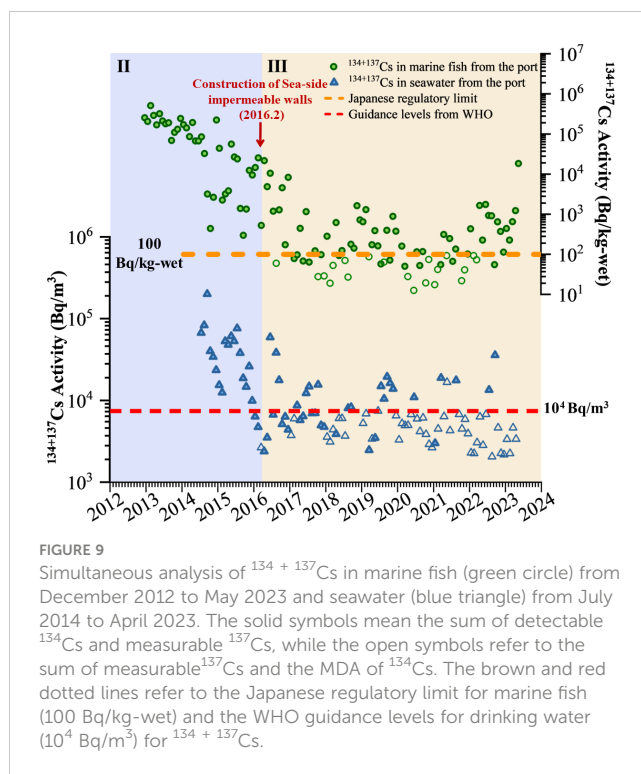 II
III
Construction of Sea-side
impermeable walls
(2016.2)
134+137Cs in marine fish from the port
134+137Cs in seawater from the port
Japanese regulatory limit
Guidance levels from WHO
10^7
10^6
10^5
10^4
10^3
10^2
10^1
134+137Cs Activity (Bq/kg-wet)
100
Bq/kg-wet
10^6
10^5
10^4
10^3
134+137Cs Activity (Bq/m^3)
10^4 Bq/m^3
2012 2013 2014 2015 2016 2017 2018 2019 2020 2021 2022 2023 2024
FIGURE 9
Simultaneous analysis of 134 + 137Cs in marine fish (green circle) from
December 2012 to May 2023 and seawater (blue triangle) from July
2014 to April 2023. The solid symbols mean the sum of detectable
134Cs and measurable 137Cs, while the open symbols refer to the
sum of measurable137Cs and the MDA of 134Cs. The brown and red
dotted lines refer to the Japanese regulatory limit for marine fish
(100 Bq/kg-wet) and the WHO guidance levels for drinking water
(10^4 Bq/m^3) for 134 + 137Cs.